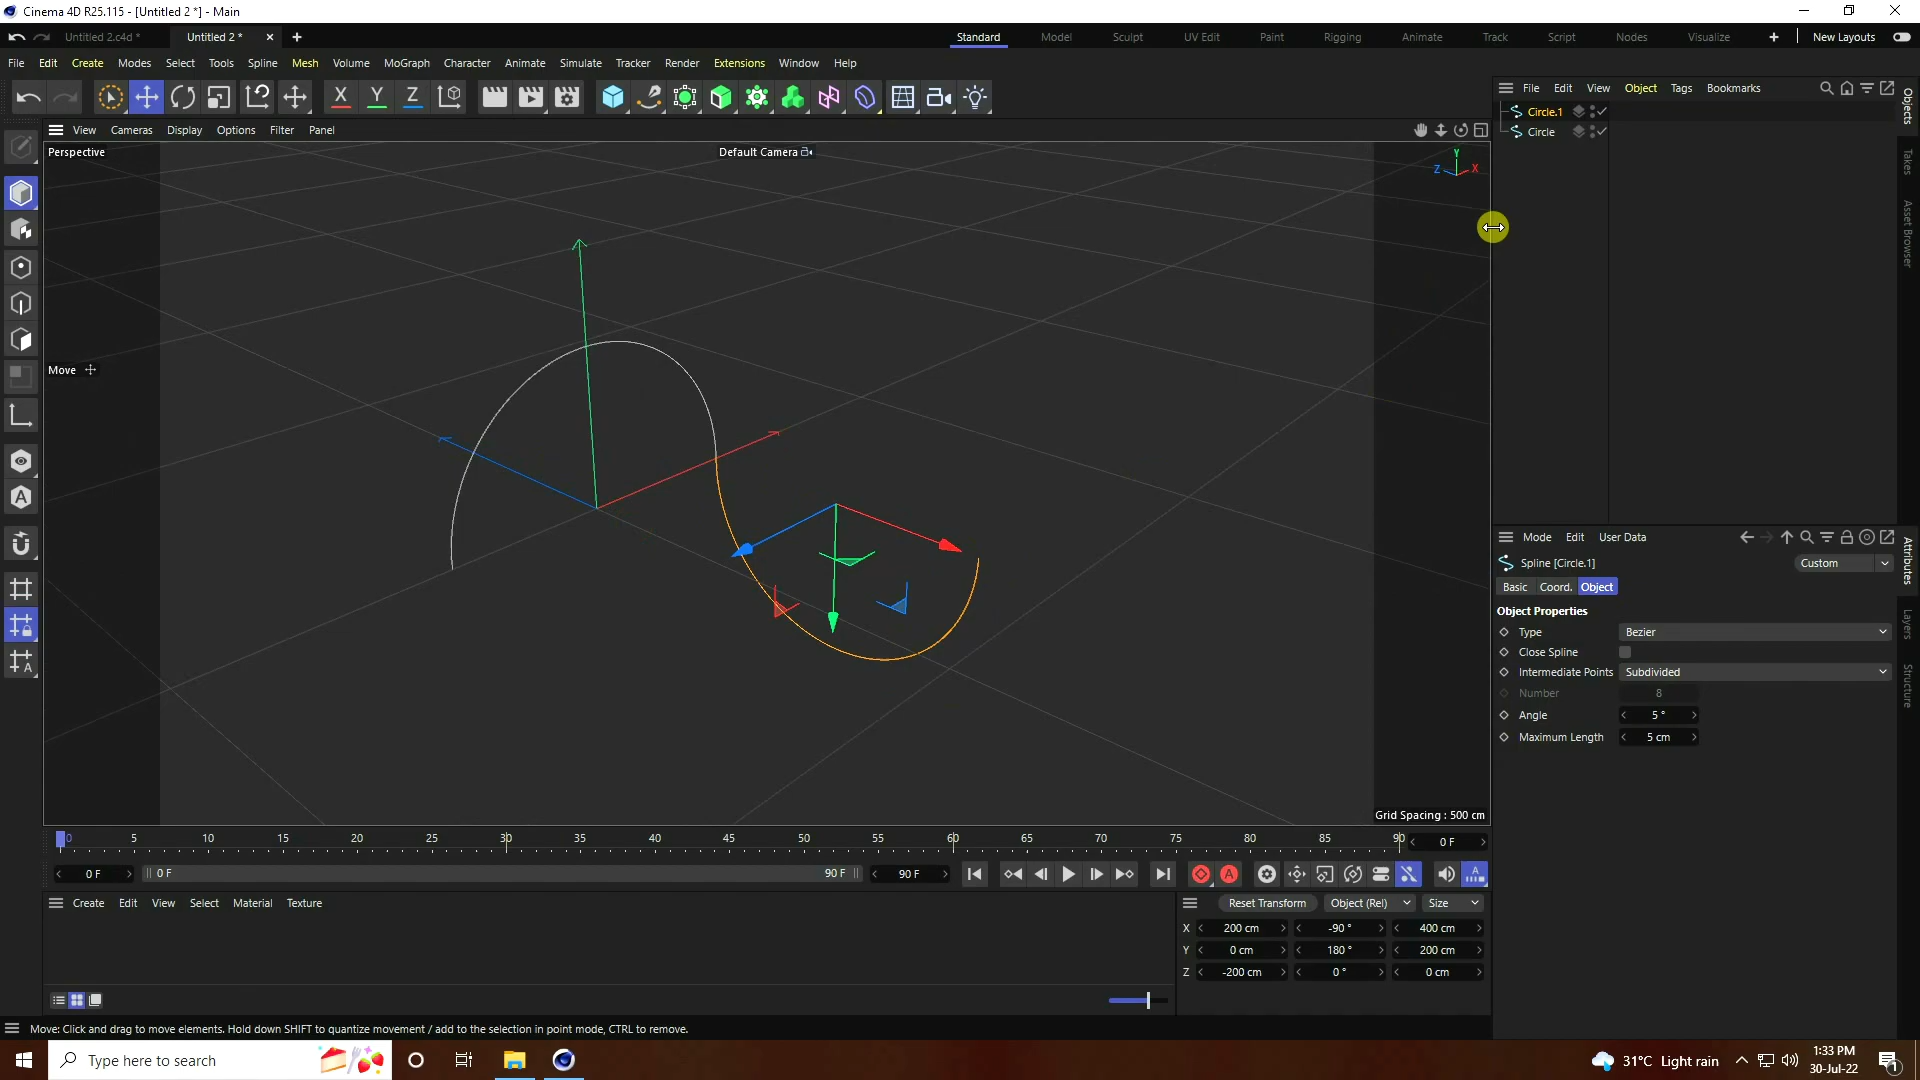 Cinema 4D R25.115 - [Untitled 2 *] - Main
Untitled 2.c4d *
Untitled 2 *
Standard Model Sculpt UV Edit Paint Rigging Animate Track Script Nodes Visualize New Layouts
File Edit Create Modes Select Tools Spline Mesh Volume MoGraph Character Animate Simulate Tracker Render Extensions Window Help
X Y Z
File Edit View Object Tags Bookmarks
Objects
Takes
Asset Browser
Circle.1
Circle
View Cameras Display Options Filter Panel
Perspective
Default Camera
Y
Z X
Move
Grid Spacing : 500 cm
Mode Edit User Data
Attributes
Layers
Structure
Spline [Circle.1]
Custom
Basic Coord. Object
Object Properties
Type Bezier
Close Spline
Intermediate Points Subdivided
Number 8
Angle 5 °
Maximum Length 5 cm
0 5 10 15 20 25 30 35 40 45 50 55 60 65 70 75 80 85 90 0 F
0 F 0 F 90 F 90 F
Create Edit View Select Material Texture
Reset Transform Object (Rel) Size
X 200 cm -90 ° 400 cm
Y 0 cm 180 ° 200 cm
Z -200 cm 0 ° 0 cm
Move: Click and drag to move elements. Hold down SHIFT to quantize movement / add to the selection in point mode, CTRL to remove.
Type here to search
31°C Light rain
1:33 PM
30-Jul-22
1